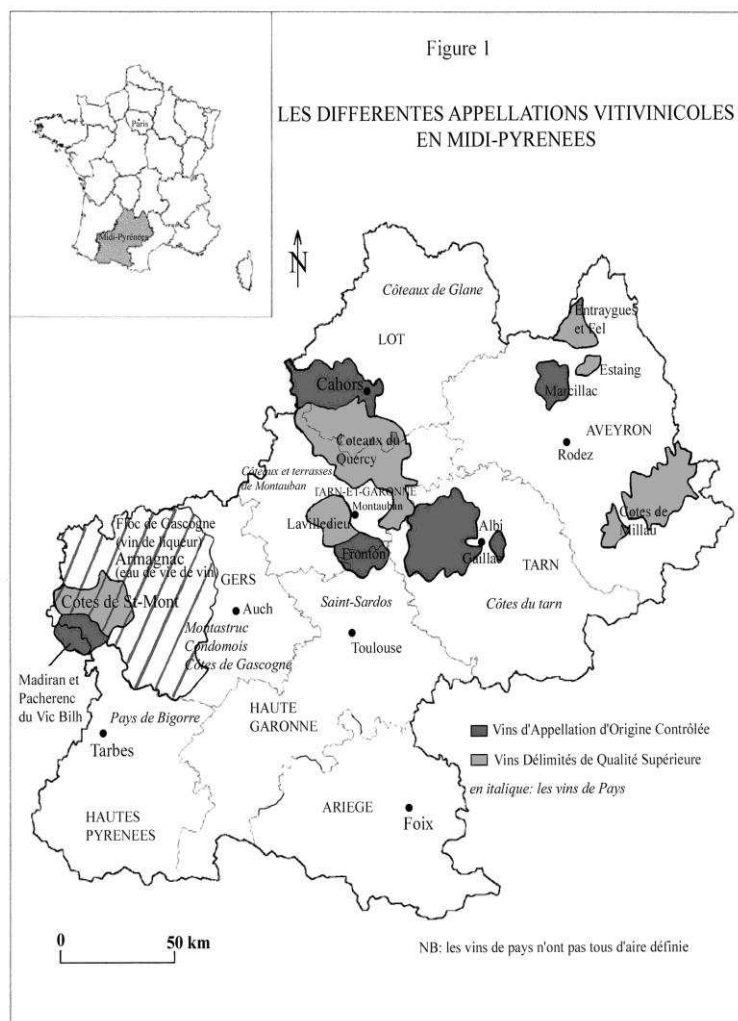 Figure 1
LES DIFFERENTES APPELLATIONS VITIVINICOLES
EN MIDI-PYRENEES
Paris
Midi-Pyrénées
N
Côteaux de Glane
LOT
Entraygues
et Fel
Estaing
Marcillac
Cahors
AVEYRON
Rodez
Coteaux du
Quercy
Côteaux et terrasses
de Montauban
TARN-ET-GARONNE
Montauban
Lavilledieu
Fronton
Albi
Gaillac
TARN
Cotes de
Millau
Côtes du tarn
Floc de Gascogne
(vin de liqueur)
Armagnac
(eau de vie de vin)
GERS
Côtes de St-Mont
Auch
Montastruc
Condomois
Côtes de Gascogne
Saint-Sardos
Toulouse
Madiran et
Pacherenc
du Vic Bilh
Pays de Bigorre
Tarbes
HAUTE
GARONNE
HAUTES
PYRENEES
ARIEGE
Foix
Vins d'Appellation d'Origine Contrôlée
Vins Délimités de Qualité Supérieure
en italique: les vins de Pays
0 50 km
NB: les vins de pays n'ont pas tous d'aire définie